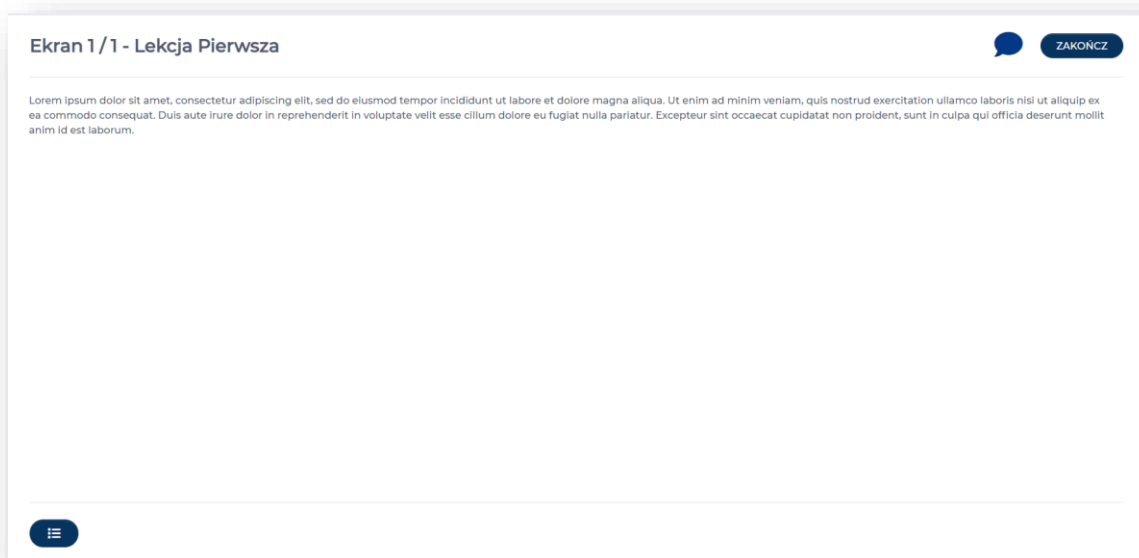 Ekran 1 / 1 - Lekcja Pierwsza
ZAKOŃCZ
Lorem ipsum dolor sit amet, consectetur adipiscing elit, sed do eiusmod tempor incididunt ut labore et dolore magna aliqua. Ut enim ad minim veniam, quis nostrud exercitation ullamco laboris nisi ut aliquip ex
ea commodo consequat. Duis aute irure dolor in reprehenderit in voluptate velit esse cillum dolore eu fugiat nulla pariatur. Excepteur sint occaecat cupidatat non proident, sunt in culpa qui officia deserunt mollit
anim id est laborum.